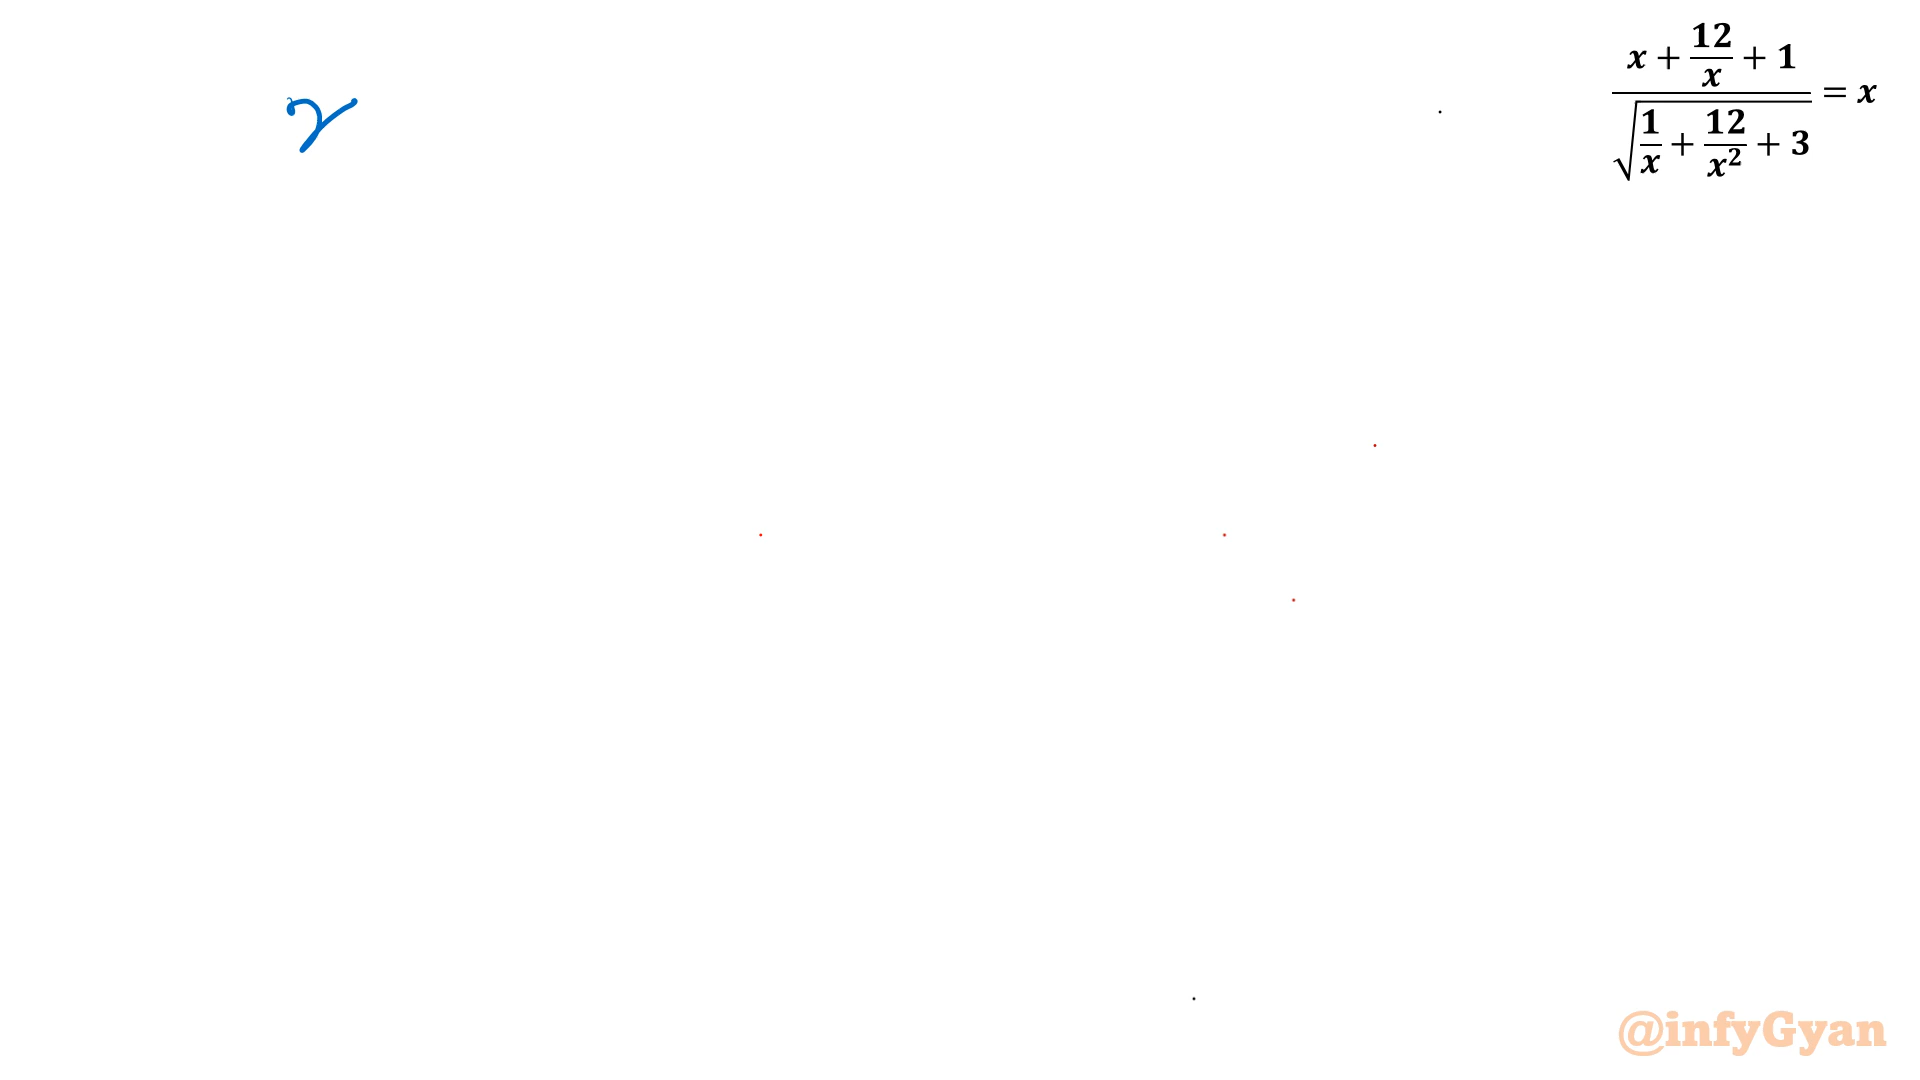 x
(x + 12/x + 1) / √(1/x + 12/x² + 3) = x
@infyGyan